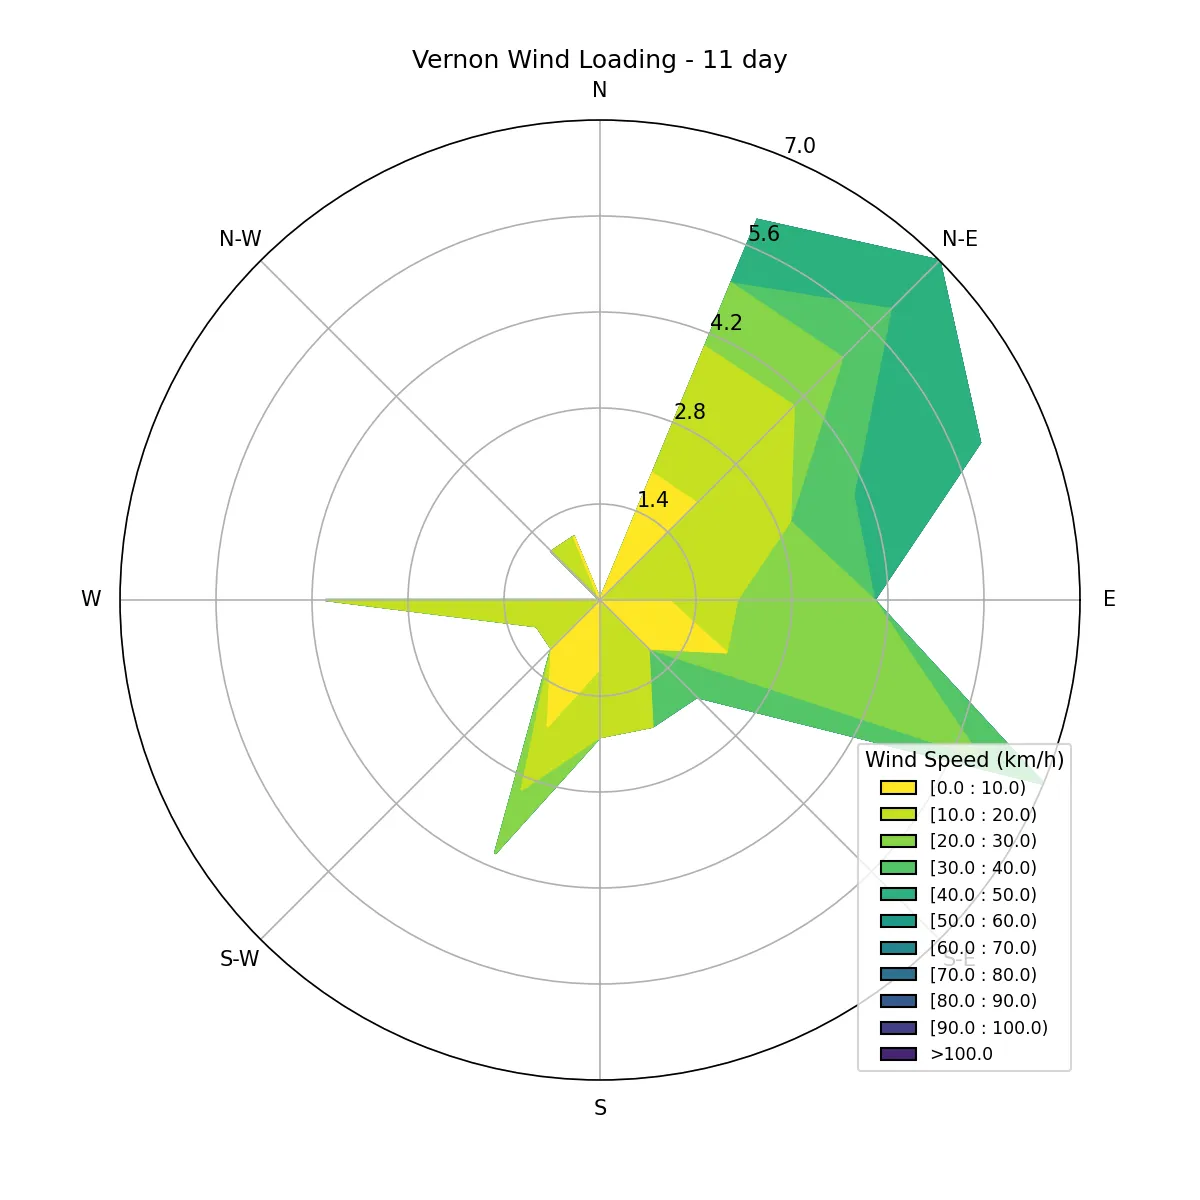 Vernon Wind Loading - 11 day
N
7.0
5.6
N-W
N-E
4.2
2.8
1.4
W
E
Wind Speed (km/h)
[0.0 : 10.0)
[10.0 : 20.0)
[20.0 : 30.0)
[30.0 : 40.0)
[40.0 : 50.0)
[50.0 : 60.0)
[60.0 : 70.0)
[70.0 : 80.0)
[80.0 : 90.0)
[90.0 : 100.0)
>100.0
S-W
S-E
S